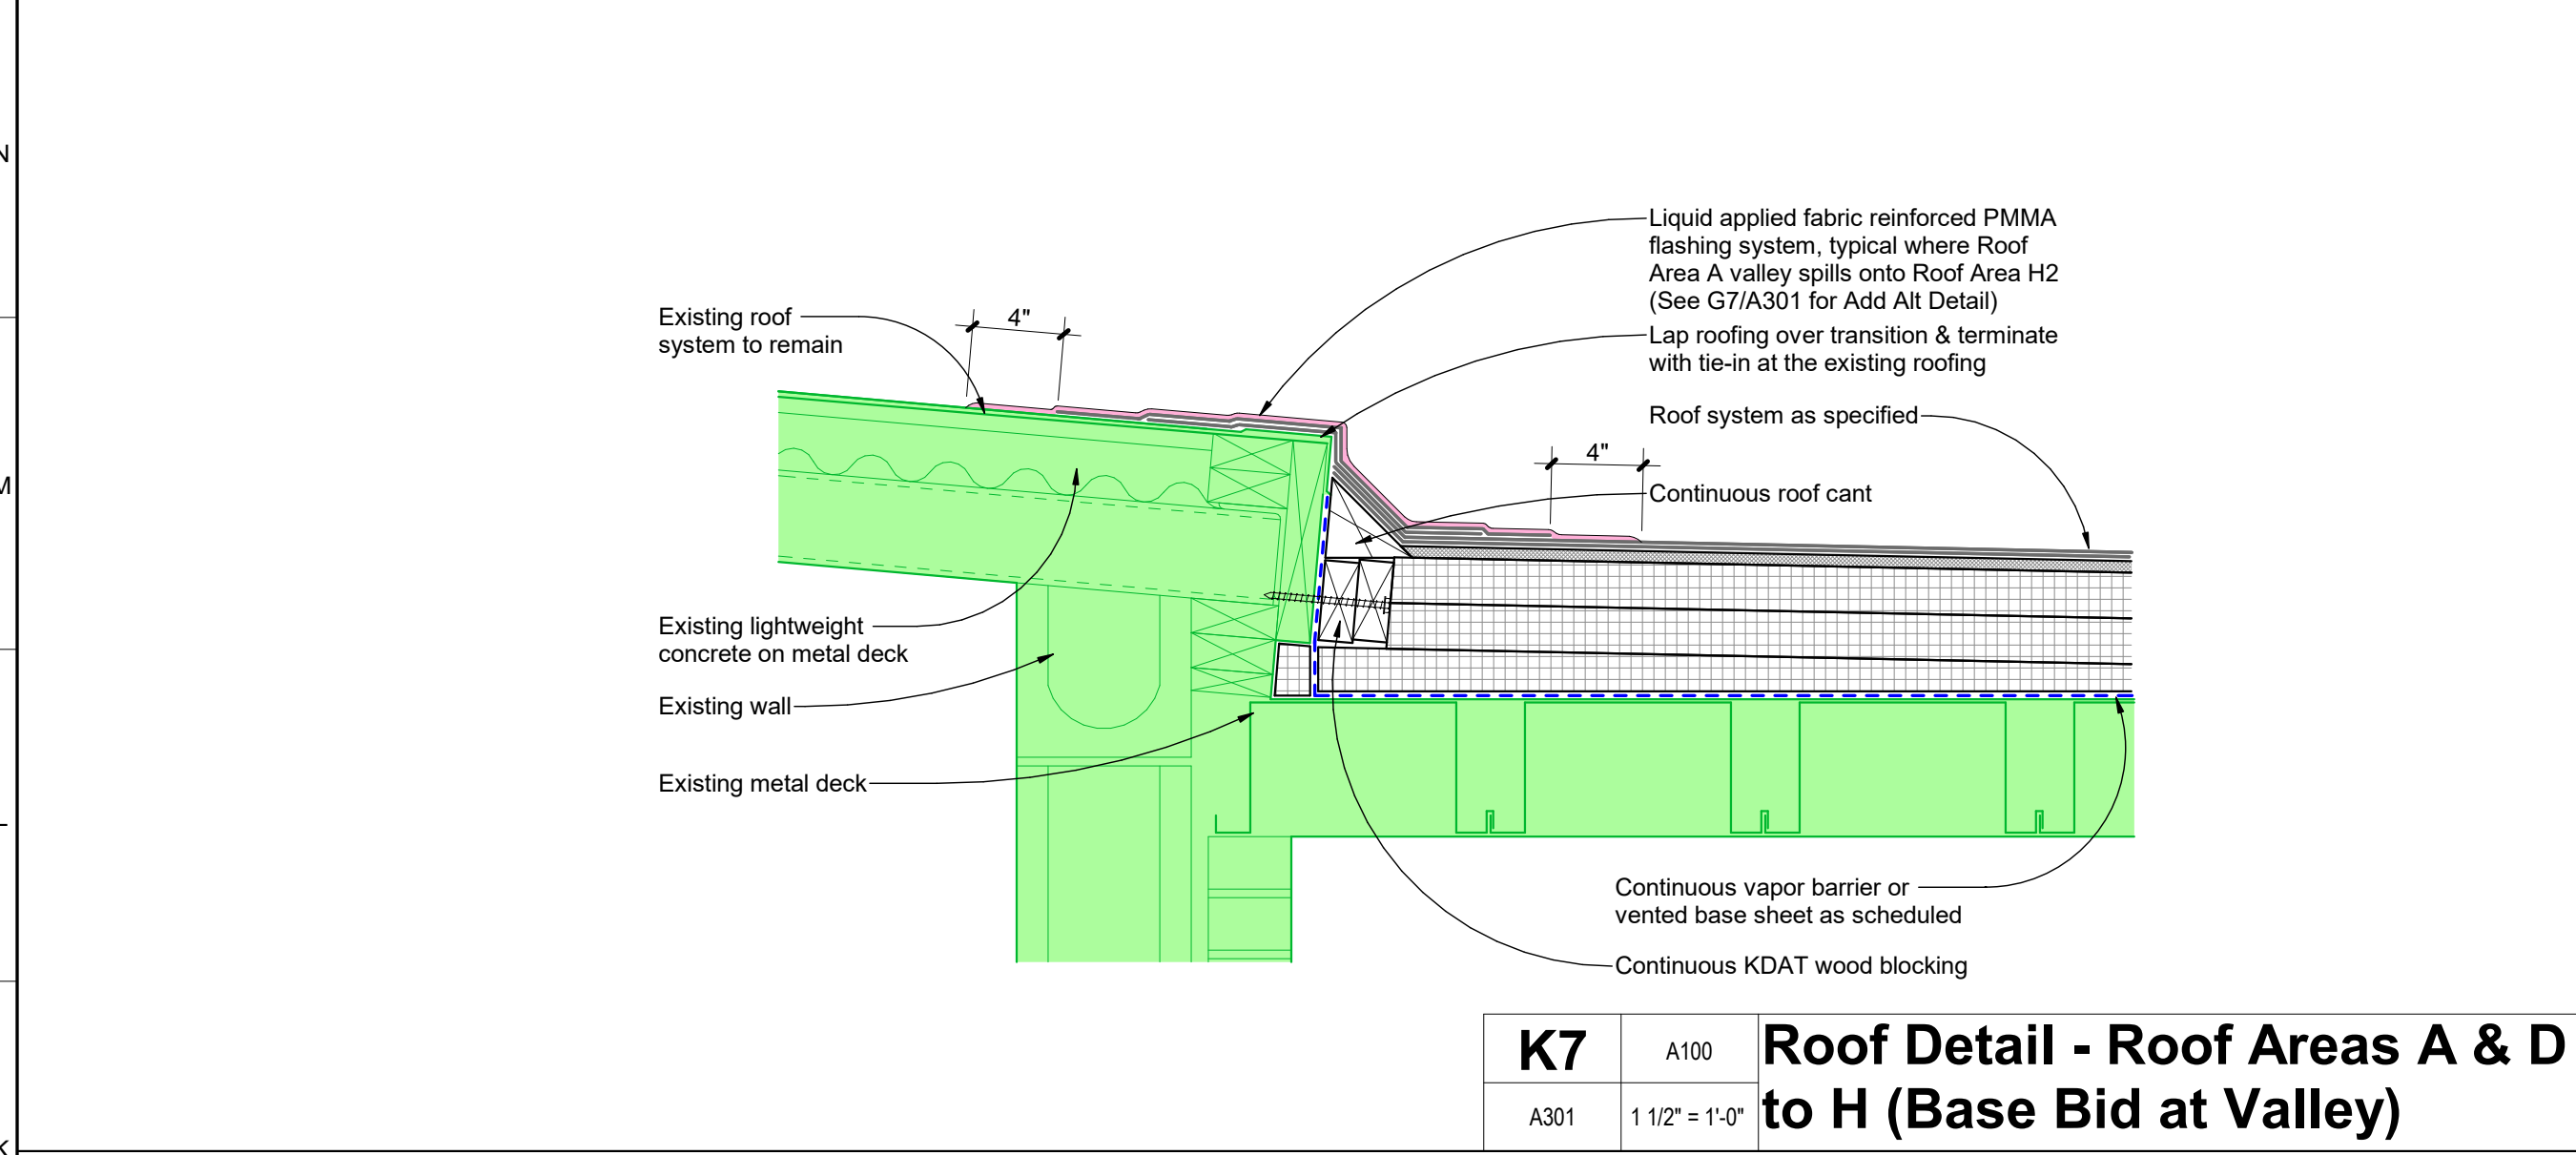 N
M
L
K
Existing roof
system to remain
4"
Existing lightweight
concrete on metal deck
Existing wall
Existing metal deck
Liquid applied fabric reinforced PMMA
flashing system, typical where Roof
Area A valley spills onto Roof Area H2
(See G7/A301 for Add Alt Detail)
Lap roofing over transition & terminate
with tie-in at the existing roofing
Roof system as specified
4"
Continuous roof cant
Continuous vapor barrier or
vented base sheet as scheduled
Continuous KDAT wood blocking
K7
A100
A301
1 1/2" = 1'-0"
Roof Detail - Roof Areas A & D
to H (Base Bid at Valley)